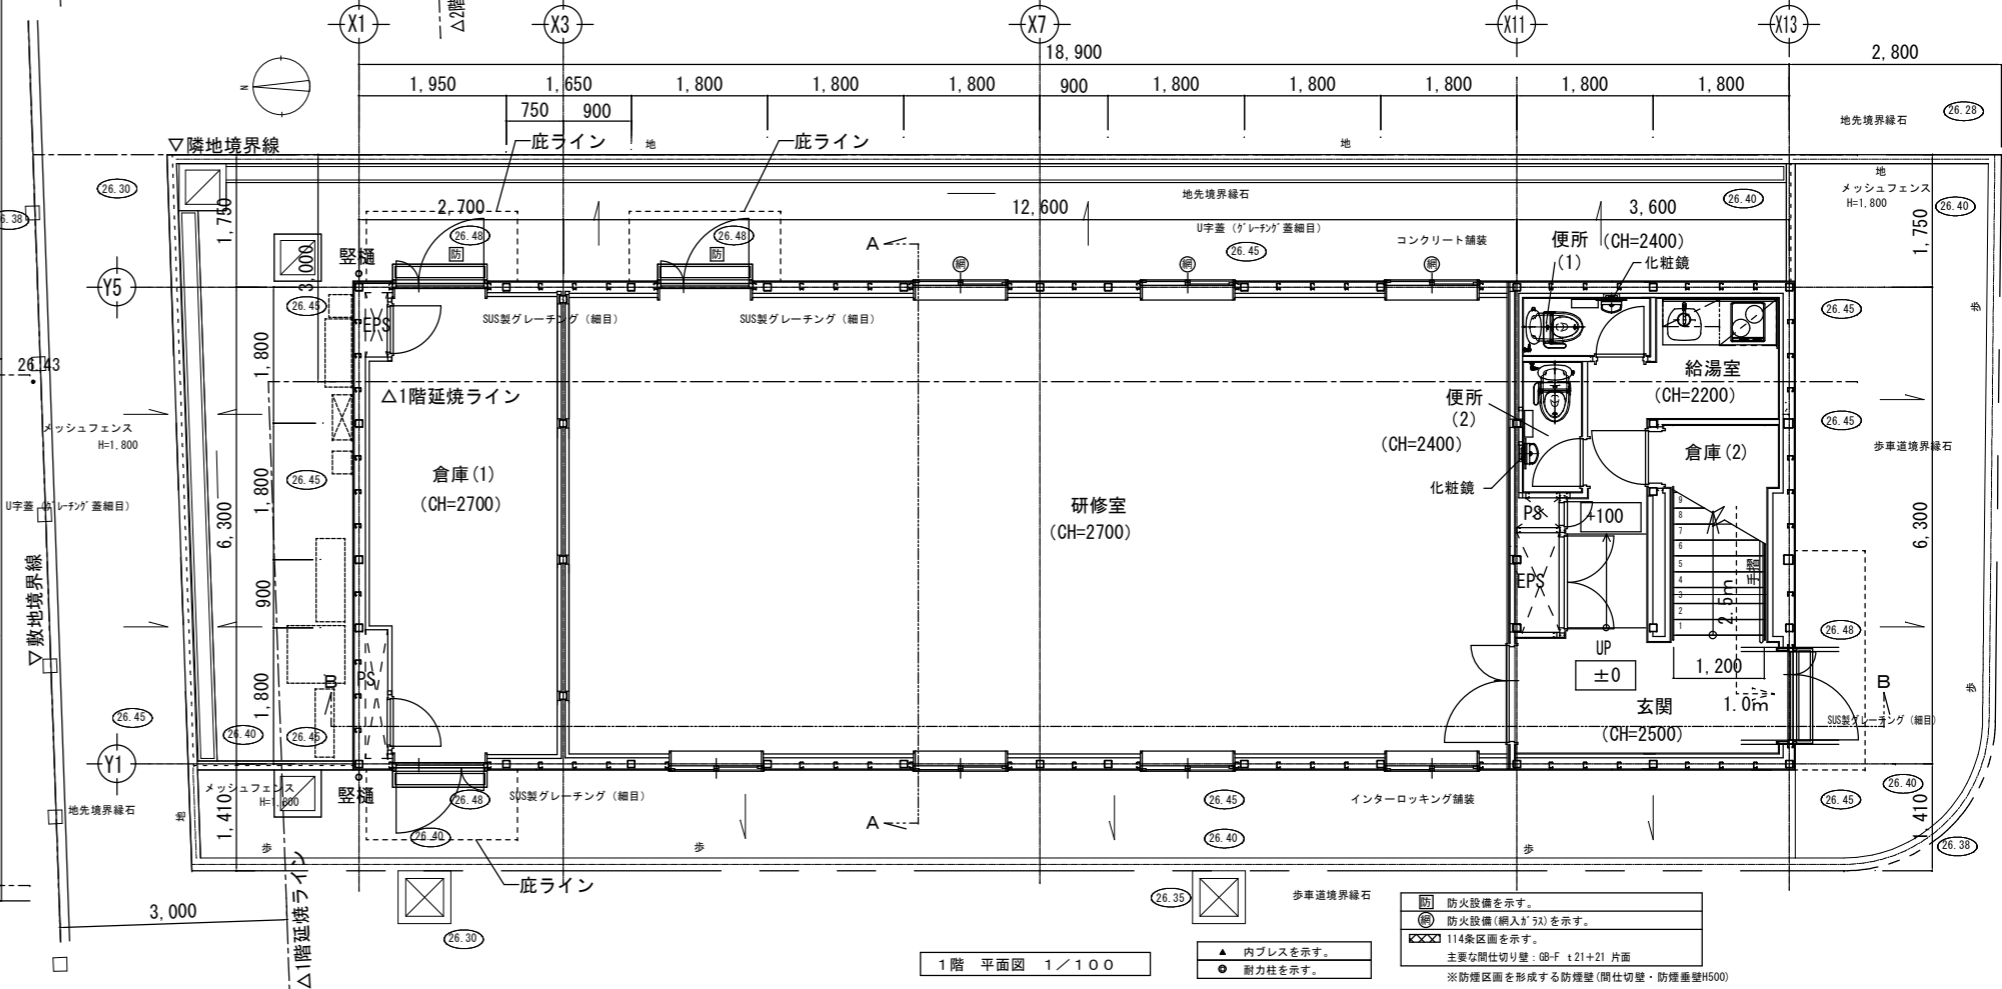 X1
X3
X7
X11
X13
△2階
18,900
2,800
1,950
1,650
1,800
1,800
1,800
900
1,800
1,800
1,800
1,800
1,800
750
900
N
26.28
地先境界縁石
▽隣地境界線
庇ライン
地
庇ライン
地
地
26.30
地先境界縁石
メッシュフェンス
H=1,800
26.40
26.40
6.38
1,750
2,700
12,600
3,600
1,750
26.48
26.48
U字蓋（グレーチング蓋細目）
26.45
コンクリート舗装
便所
(1)
(CH=2400)
化粧鏡
A
防
防
竪樋
3,000
網
網
網
Y5
26.45
EPS
SUS製グレーチング（細目）
SUS製グレーチング（細目）
26.45
歩
1,800
26.43
△1階延焼ライン
給湯室
(CH=2200)
便所
(2)
(CH=2400)
メッシュフェンス
H=1,800
26.45
歩車道境界縁石
倉庫(1)
(CH=2700)
倉庫(2)
26.45
1,800
化粧鏡
U字蓋（グレーチング蓋細目）
6,300
研修室
(CH=2700)
PS
+100
9
8
7
6
5
4
3
2
1
手摺
2.5m
6,300
▽敷地境界線
900
EPS
26.48
UP
±0
1,200
1,800
PS
B
B
玄関
(CH=2500)
1.0m
26.45
26.40
26.45
SUS製グレーチング（細目）
歩
Y1
メッシュフェンス
H=1,800
竪樋
26.48
SUS製グレーチング（細目）
26.45
インターロッキング舗装
26.45
26.40
地先境界縁石
地
1,410
A
26.40
26.40
1,410
26.38
歩
歩
歩
庇ライン
△1階延焼ライン
3,000
26.30
26.35
歩車道境界縁石
防 防火設備を示す。
網 防火設備(網入ガラス)を示す。
114条区画を示す。
主要な間仕切り壁：GB-F t21+21 片面
※防煙区画を形成する防煙壁(間仕切壁・防煙垂壁H500)
1階 平面図 1／100
▲ 内ブレスを示す。
◎ 耐力柱を示す。